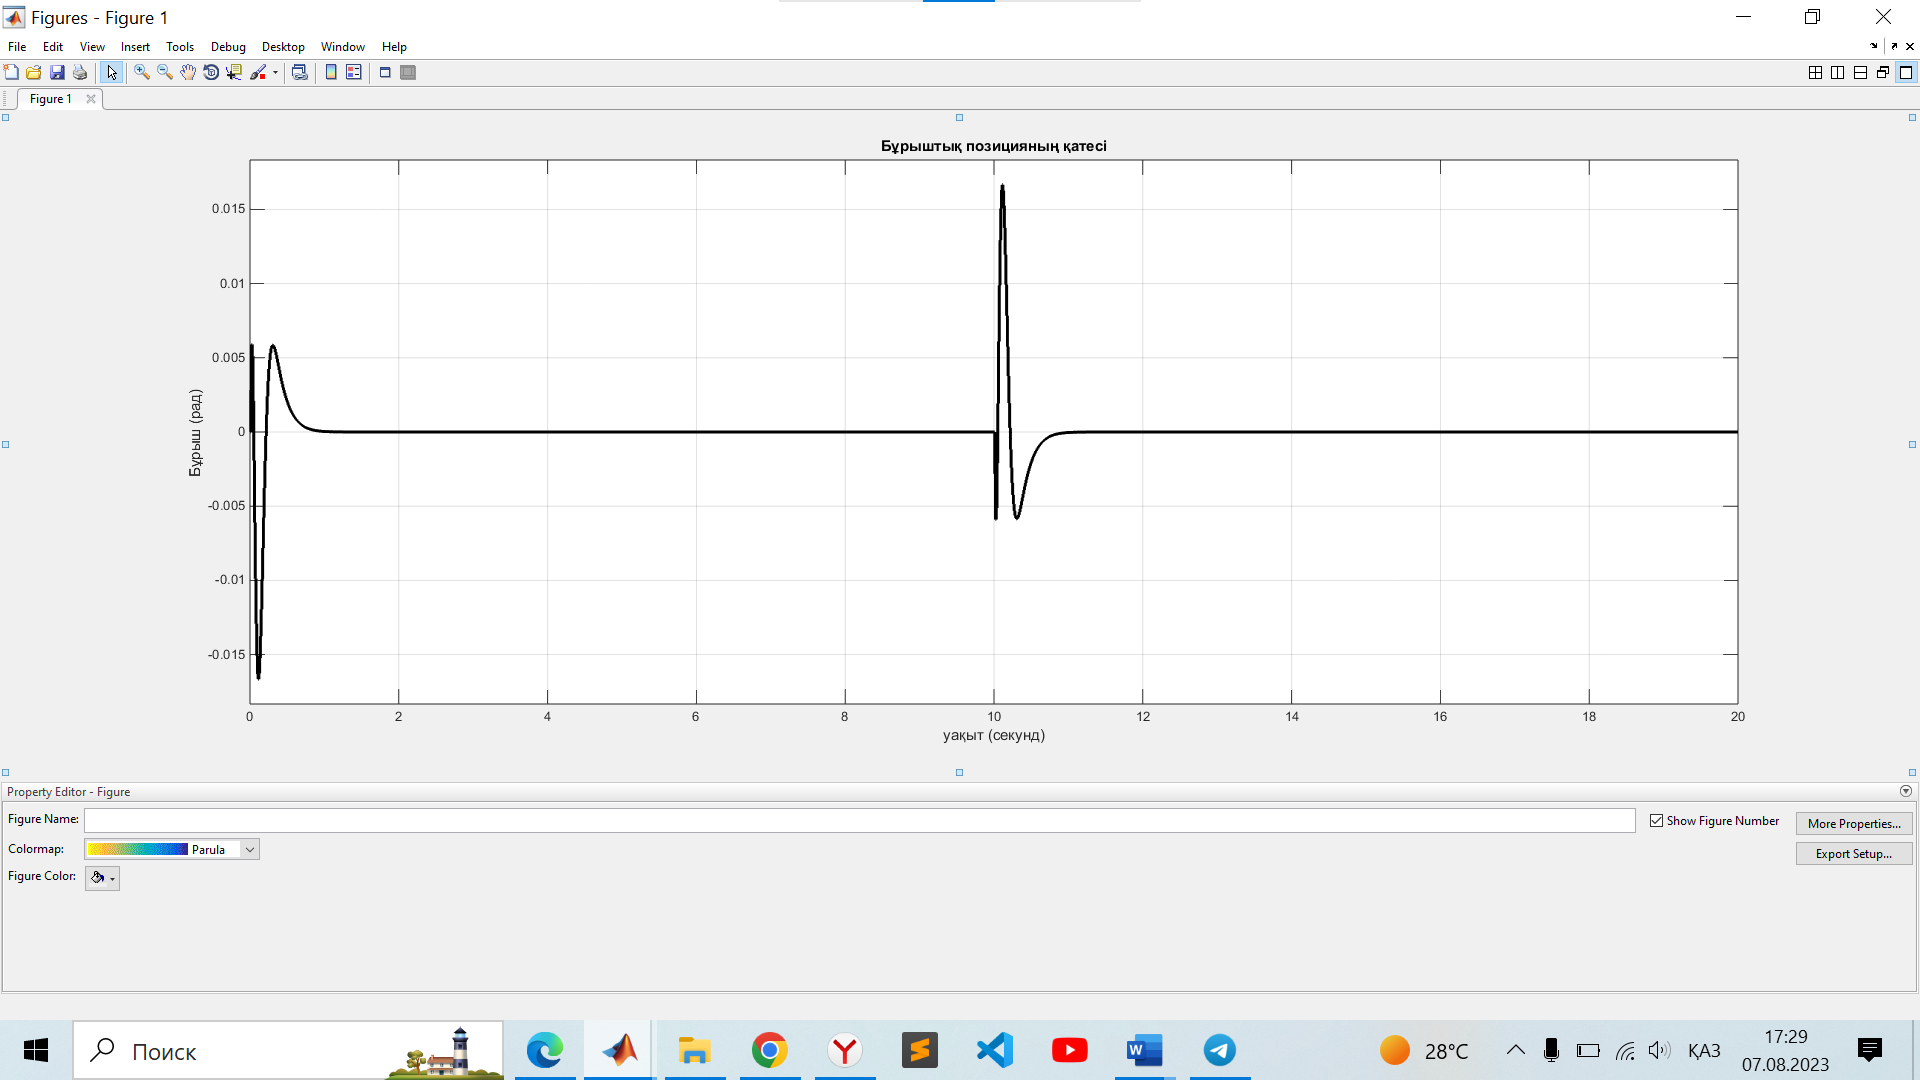 Figures - Figure 1
File Edit View Insert Tools Debug Desktop Window Help
Figure 1
Бұрыштық позицияның қатесі
0.015
0.01
0.005
0
-0.005
-0.01
-0.015
Бұрыш (рад)
0 2 4 6 8 10 12 14 16 18 20
уақыт (секунд)
Property Editor - Figure
Figure Name: Show Figure Number More Properties...
Colormap: Parula Export Setup...
Figure Color:
Поиск
28°C
ҚАЗ
17:29
07.08.2023